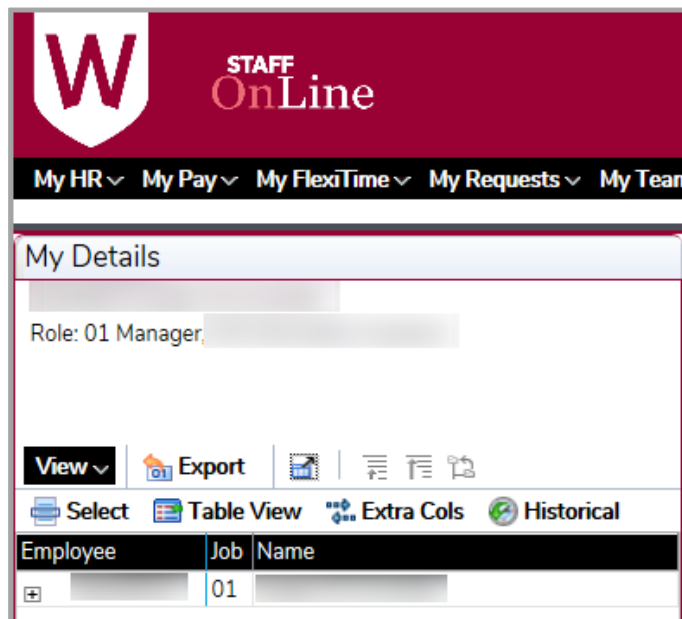 W
STAFF
OnLine
My HR My Pay My FlexiTime My Requests My Team
My Details
Role: 01 Manager,
View Export
Select Table View Extra Cols Historical
Employee Job Name
01